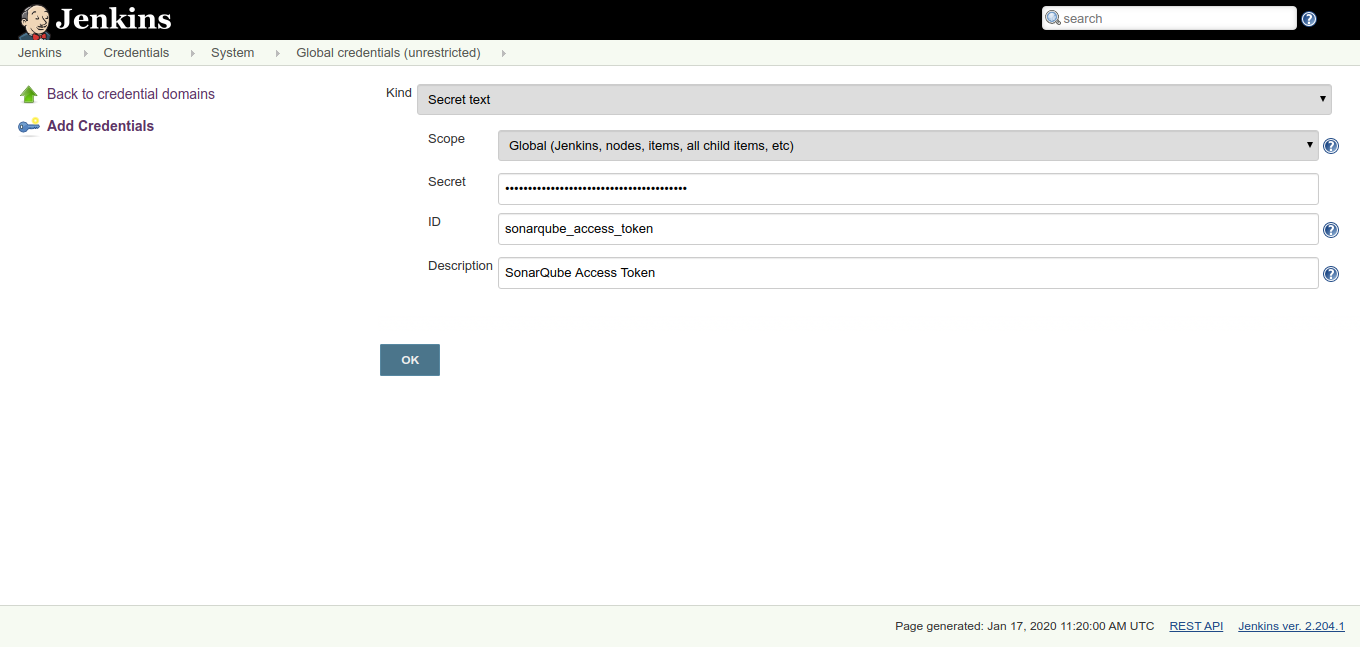 Jenkins
search
Jenkins Credentials System Global credentials (unrestricted)
Back to credential domains
Add Credentials
Kind Secret text
Scope Global (Jenkins, nodes, items, all child items, etc)
Secret ••••••••••••••••••••••••••••••••••••••••
ID sonarqube_access_token
Description SonarQube Access Token
OK
Page generated: Jan 17, 2020 11:20:00 AM UTC REST API Jenkins ver. 2.204.1